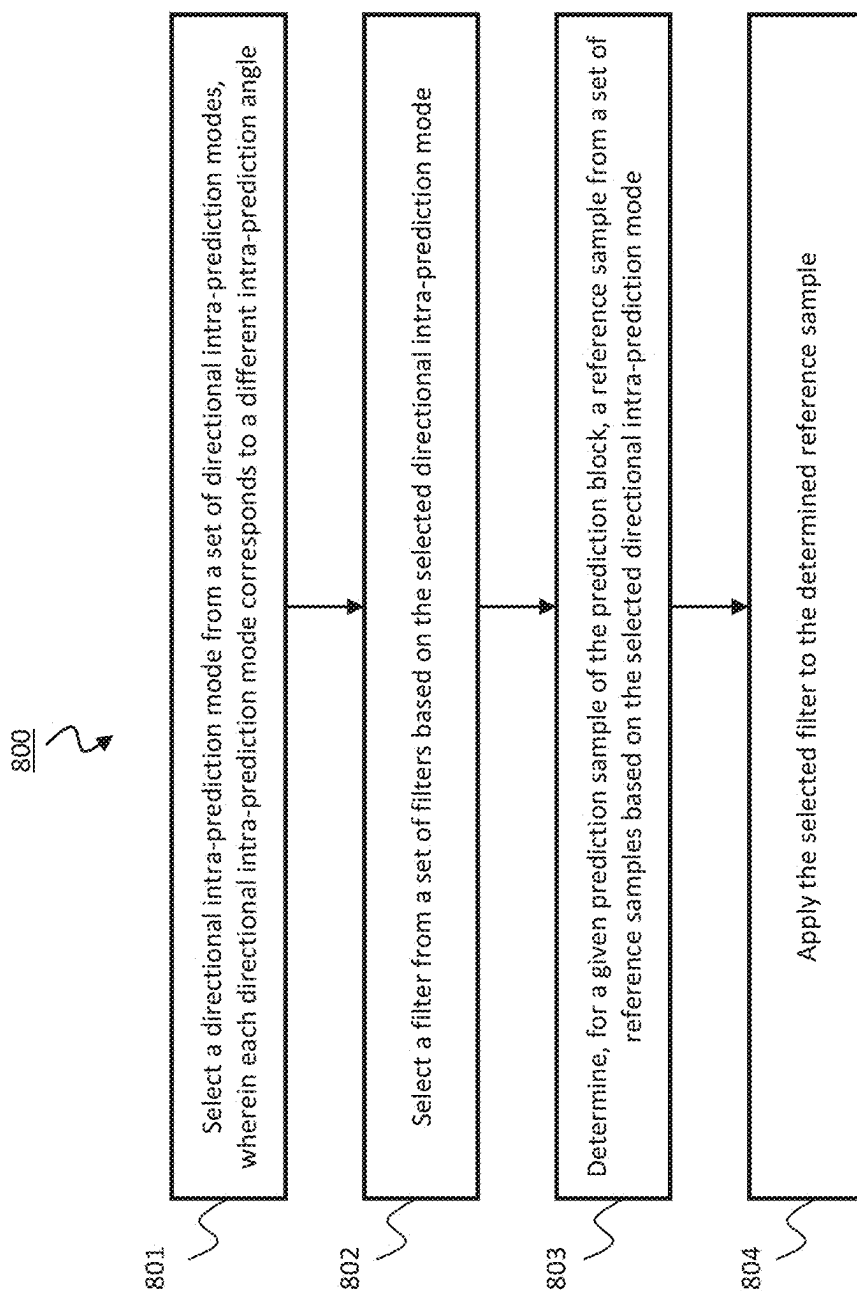 800
801
Select a directional intra-prediction mode from a set of directional intra-prediction modes,
wherein each directional intra-prediction mode corresponds to a different intra-prediction angle
802
Select a filter from a set of filters based on the selected directional intra-prediction mode
803
Determine, for a given prediction sample of the prediction block, a reference sample from a set of
reference samples based on the selected directional intra-prediction mode
804
Apply the selected filter to the determined reference sample